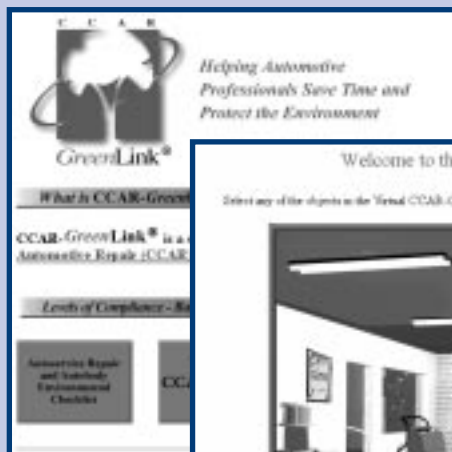 C C A R
Helping Automotive
Professionals Save Time and
Protect the Environment
GreenLink®
Welcome to th
What is CCAR-Green
Select any of the objects in the Virtual CCAR-G
CCAR-GreenLink® is a
Automotive Repair (CCAR)
Levels of Compliance - Ba
Autoservice Repair
and Autobody
Environmental
Checklist
CCA